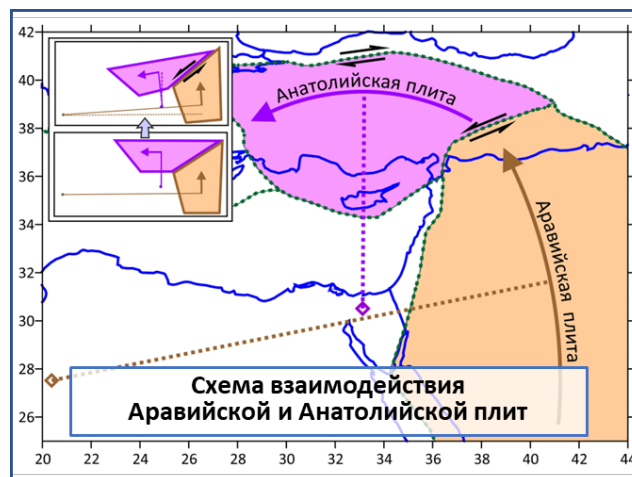 42
40
38
36
34
32
30
28
26
20 22 24 26 28 30 32 34 36 38 40 42 44
Анатолийская плита
Аравийская плита
Схема взаимодействия
Аравийской и Анатолийской плит